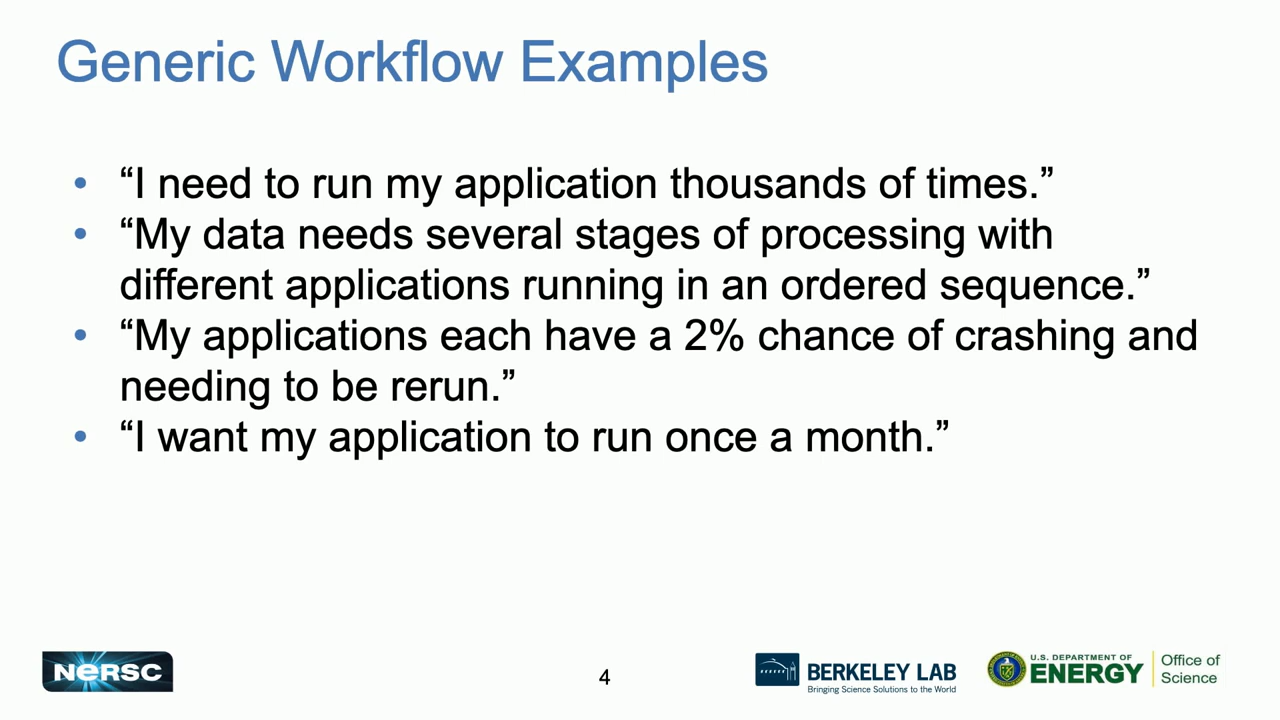 Generic Workflow Examples
• “I need to run my application thousands of times.”
• “My data needs several stages of processing with
different applications running in an ordered sequence.”
• “My applications each have a 2% chance of crashing and
needing to be rerun.”
• “I want my application to run once a month.”
NERSC
4
BERKELEY LAB
Bringing Science Solutions to the World
U.S. DEPARTMENT OF
ENERGY
Office of
Science